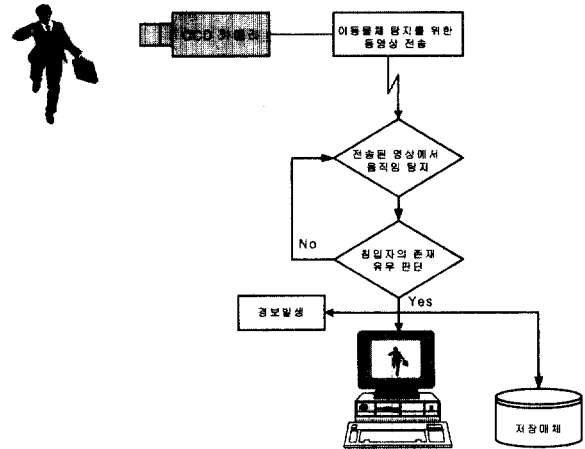 CCD 카메라
이동물체 탐지를 위한
동영상 전송
전송된 영상에서
움직임 탐지
No
침입자의 존재
유무 판단
Yes
경보발생
저장매체